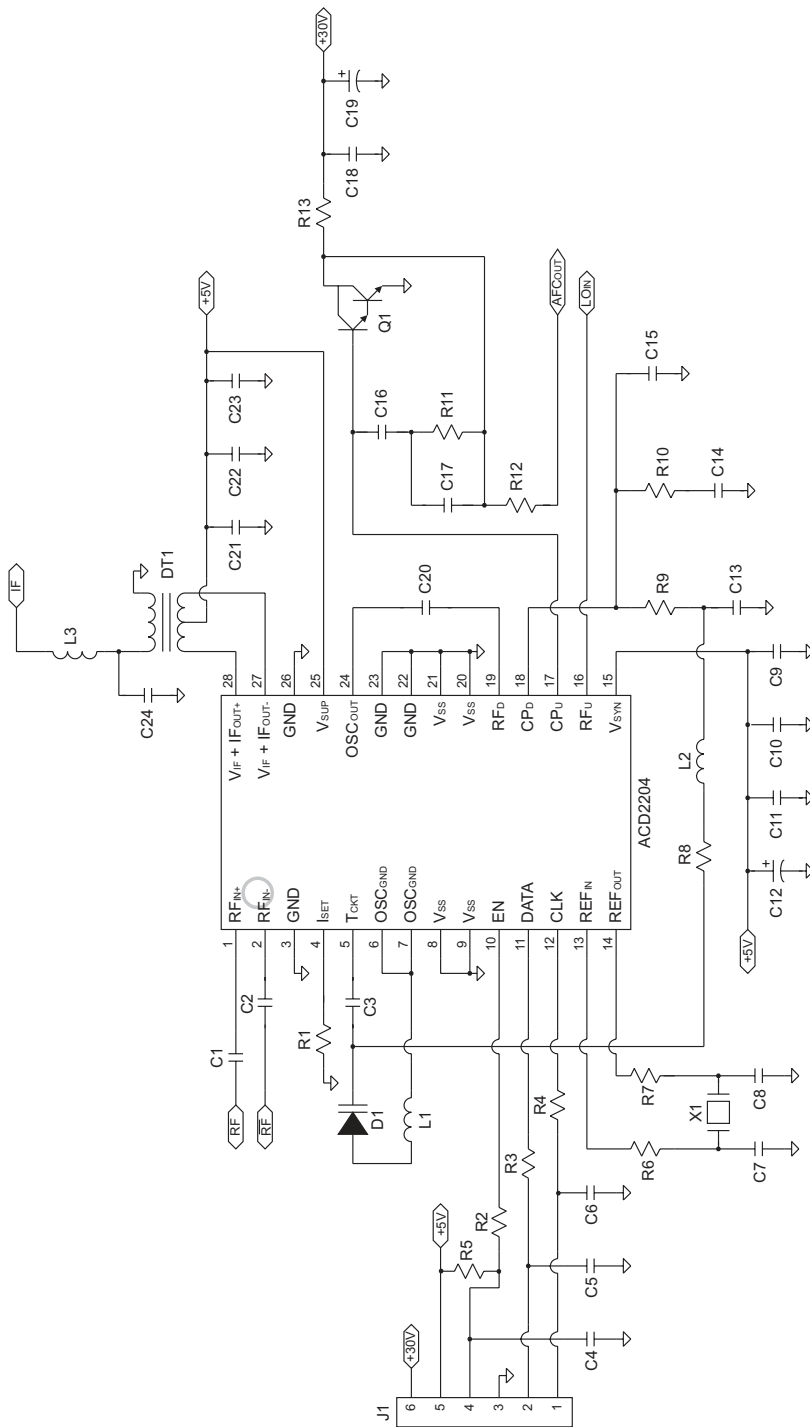 J1
6
5
4
3
2
1
+30V
+5V
R5
R2
R3
R4
C4
C5
C6
RF
C1
R̅F̅
C2
R1
C3
D1
L1
R6
R7
X1
C7
C8
1
2
3
4
5
6
7
8
9
10
11
12
13
14
RFIN+
RFIN-
GND
ISET
TCKT
OSCGND
OSCGND
VSS
VSS
EN
DATA
CLK
REFIN
REFOUT
ACD2204
VIF + IFOUT+
VIF + IFOUT-
GND
VSUP
OSCOUT
GND
GND
VSS
VSS
RFD
CPD
CPU
RFU
VSYN
28
27
26
25
24
23
22
21
20
19
18
17
16
15
C24
L3
IF
DT1
C21
C22
C23
+5V
C20
C16
C17
R11
R12
Q1
R13
C18
C19
+
+30V
AFCOUT
LOIN
R8
L2
R9
C13
R10
C14
C15
+5V
C12
+
C11
C10
C9